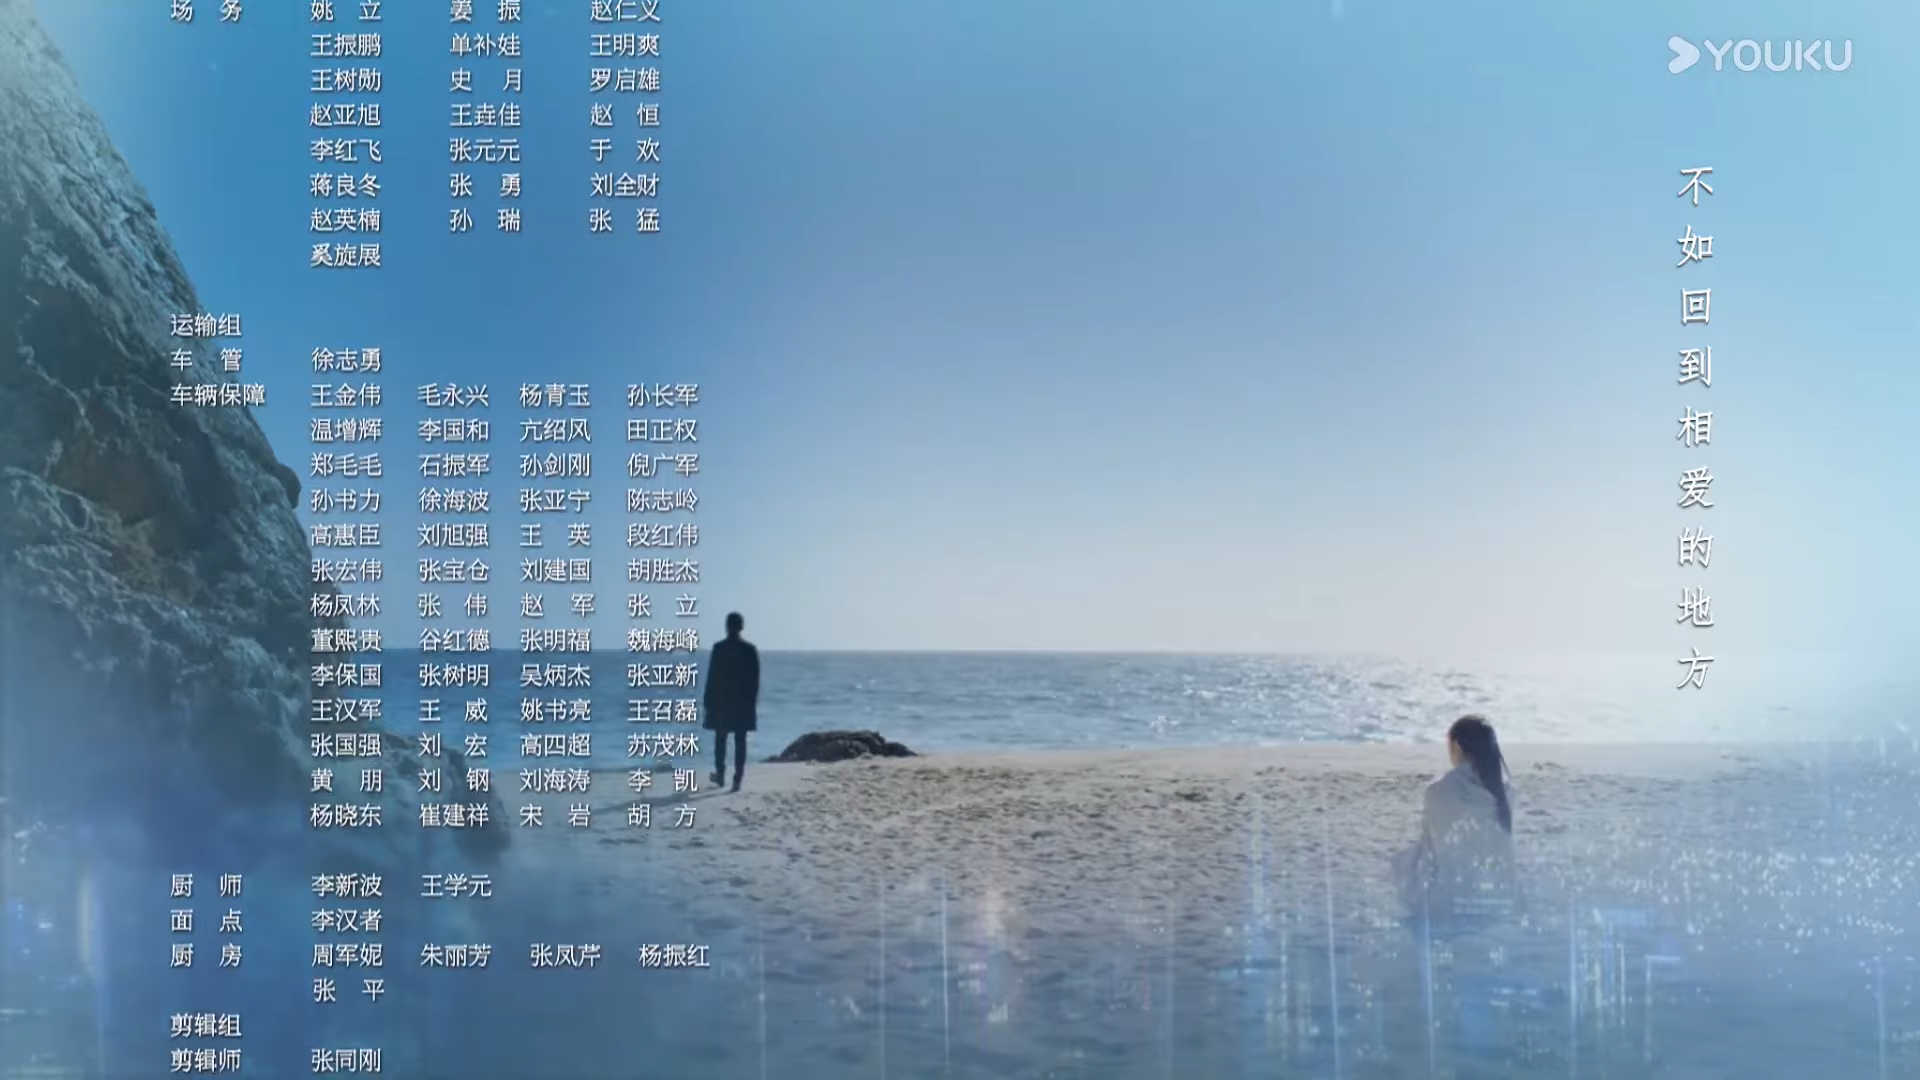 场 务 姚 立 姜 振 赵仁义
王振鹏 单补娃 王明爽
王树勋 史 月 罗启雄
赵亚旭 王垚佳 赵 恒
李红飞 张元元 于 欢
蒋良冬 张 勇 刘全财
赵英楠 孙 瑞 张 猛
奚旋展
运输组
车 管 徐志勇
车辆保障 王金伟 毛永兴 杨青玉 孙长军
温增辉 李国和 亢绍风 田正权
郑毛毛 石振军 孙剑刚 倪广军
孙书力 徐海波 张亚宁 陈志岭
高惠臣 刘旭强 王 英 段红伟
张宏伟 张宝仓 刘建国 胡胜杰
杨凤林 张 伟 赵 军 张 立
董熙贵 谷红德 张明福 魏海峰
李保国 张树明 吴炳杰 张亚新
王汉军 王 威 姚书亮 王召磊
张国强 刘 宏 高四超 苏茂林
黄 朋 刘 钢 刘海涛 李 凯
杨晓东 崔建祥 宋 岩 胡 方
厨 师 李新波 王学元
面 点 李汉者
厨 房 周军妮 朱丽芳 张凤芹 杨振红
张 平
剪辑组
剪辑师 张同刚
YOUKU
不如回到相爱的地方